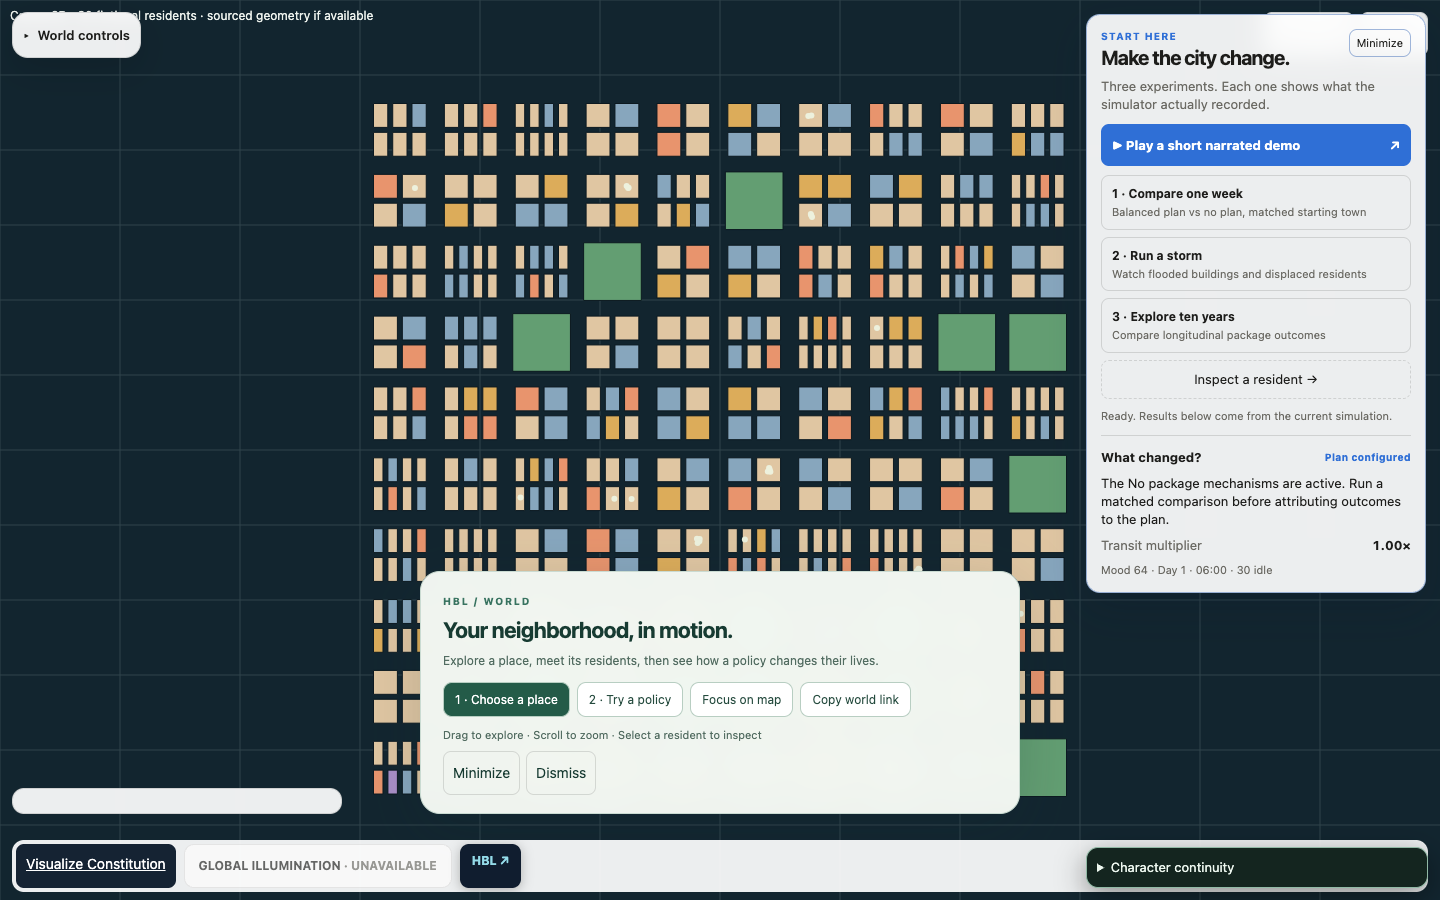 residents · sourced geometry if available
World controls
START HERE
Minimize
Make the city change.
Three experiments. Each one shows what the
simulator actually recorded.
Play a short narrated demo ↗
1 · Compare one week
Balanced plan vs no plan, matched starting town
2 · Run a storm
Watch flooded buildings and displaced residents
3 · Explore ten years
Compare longitudinal package outcomes
Inspect a resident →
Ready. Results below come from the current simulation.
What changed? Plan configured
The No package mechanisms are active. Run a
matched comparison before attributing outcomes
to the plan.
Transit multiplier 1.00×
Mood 64 · Day 1 · 06:00 · 30 idle
HBL / WORLD
Your neighborhood, in motion.
Explore a place, meet its residents, then see how a policy changes their lives.
1 · Choose a place 2 · Try a policy Focus on map Copy world link
Drag to explore · Scroll to zoom · Select a resident to inspect
Minimize Dismiss
Visualize Constitution GLOBAL ILLUMINATION · UNAVAILABLE HBL ↗ Character continuity